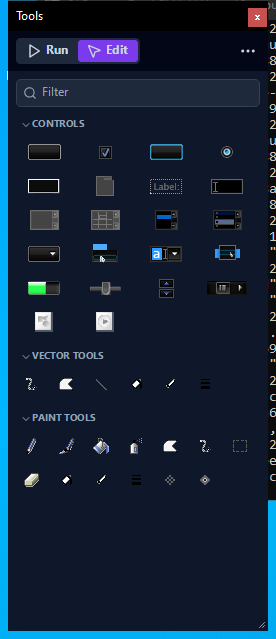 Tools
x
Run
Edit
...
Filter
CONTROLS
Label:
a
VECTOR TOOLS
PAINT TOOLS